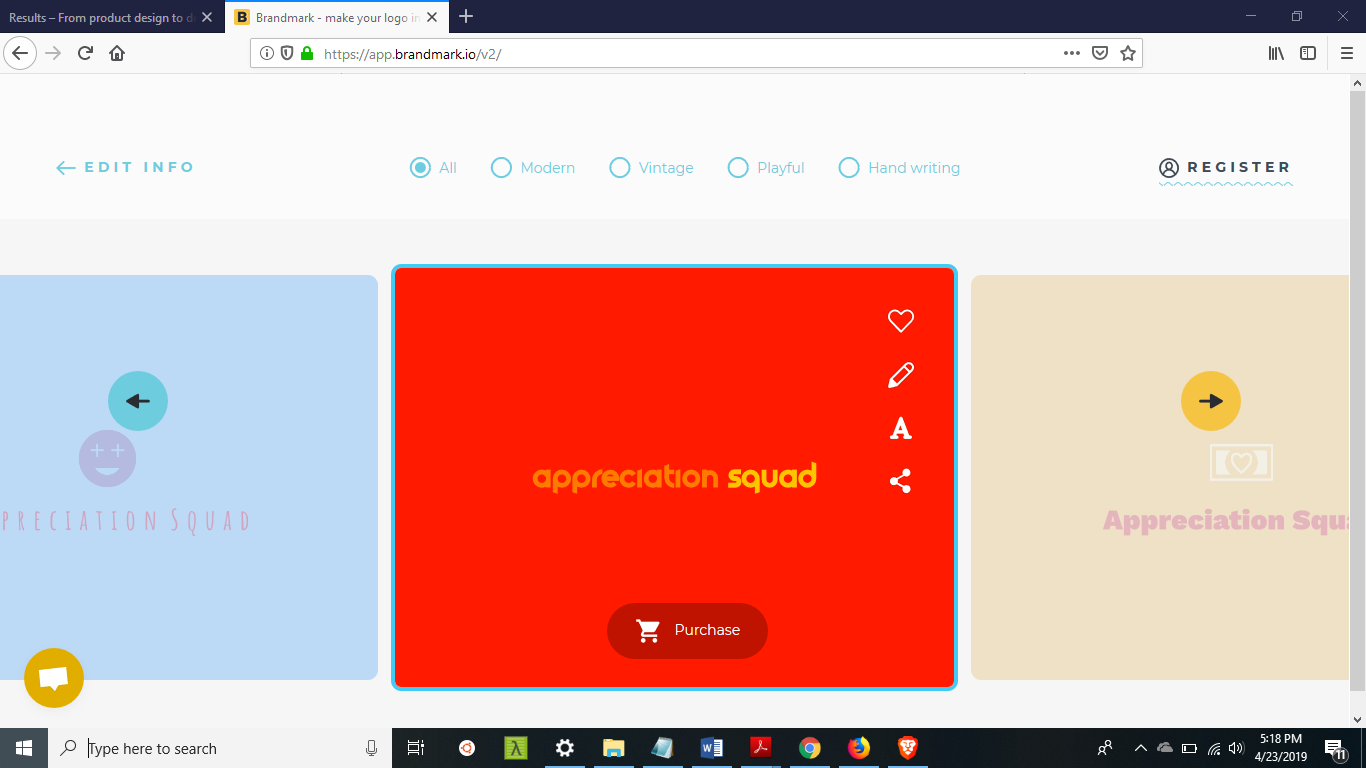 Results – From product design to d
Brandmark - make your logo in
https://app.brandmark.io/v2/
EDIT INFO
All
Modern
Vintage
Playful
Hand writing
REGISTER
preciation Squad
appreciation squad
Appreciation Squa
Purchase
Type here to search
5:18 PM
4/23/2019
11